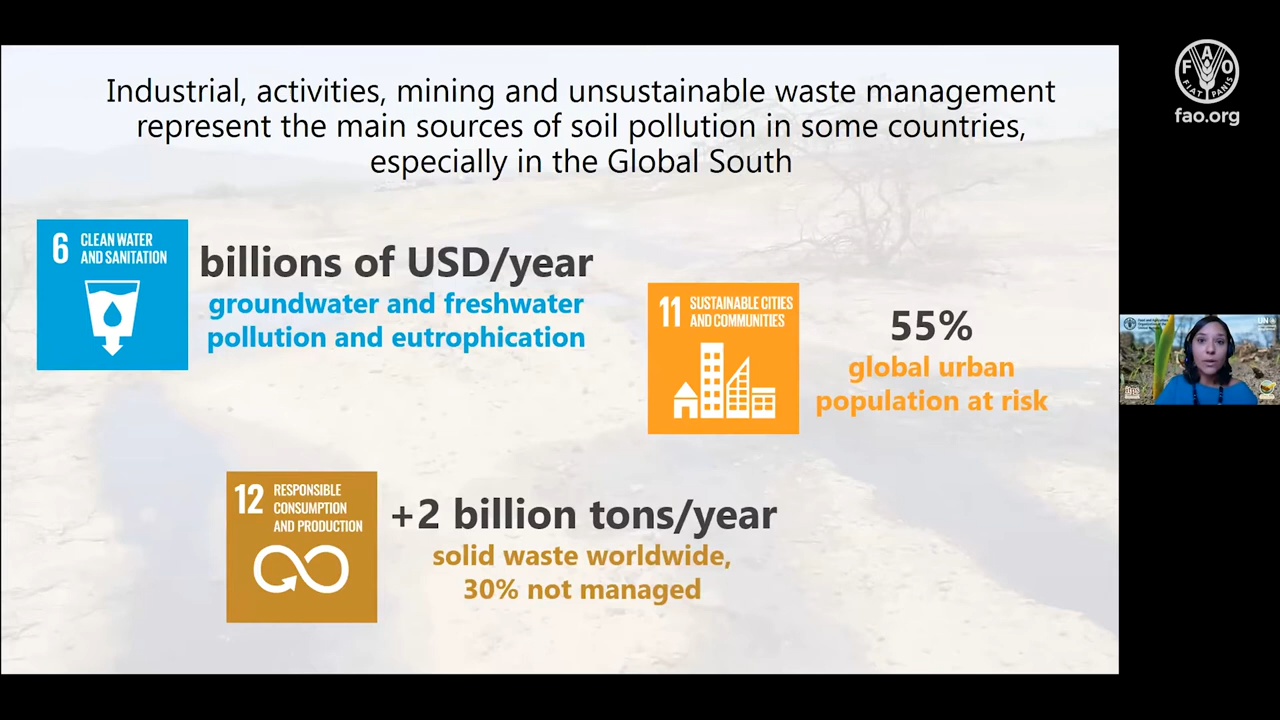 Industrial, activities, mining and unsustainable waste management
represent the main sources of soil pollution in some countries,
especially in the Global South
6 CLEAN WATER
AND SANITATION
billions of USD/year
groundwater and freshwater
pollution and eutrophication
11 SUSTAINABLE CITIES
AND COMMUNITIES
55%
global urban
population at risk
12 RESPONSIBLE
CONSUMPTION
AND PRODUCTION
+2 billion tons/year
solid waste worldwide,
30% not managed
F A O
FIAT PANIS
fao.org